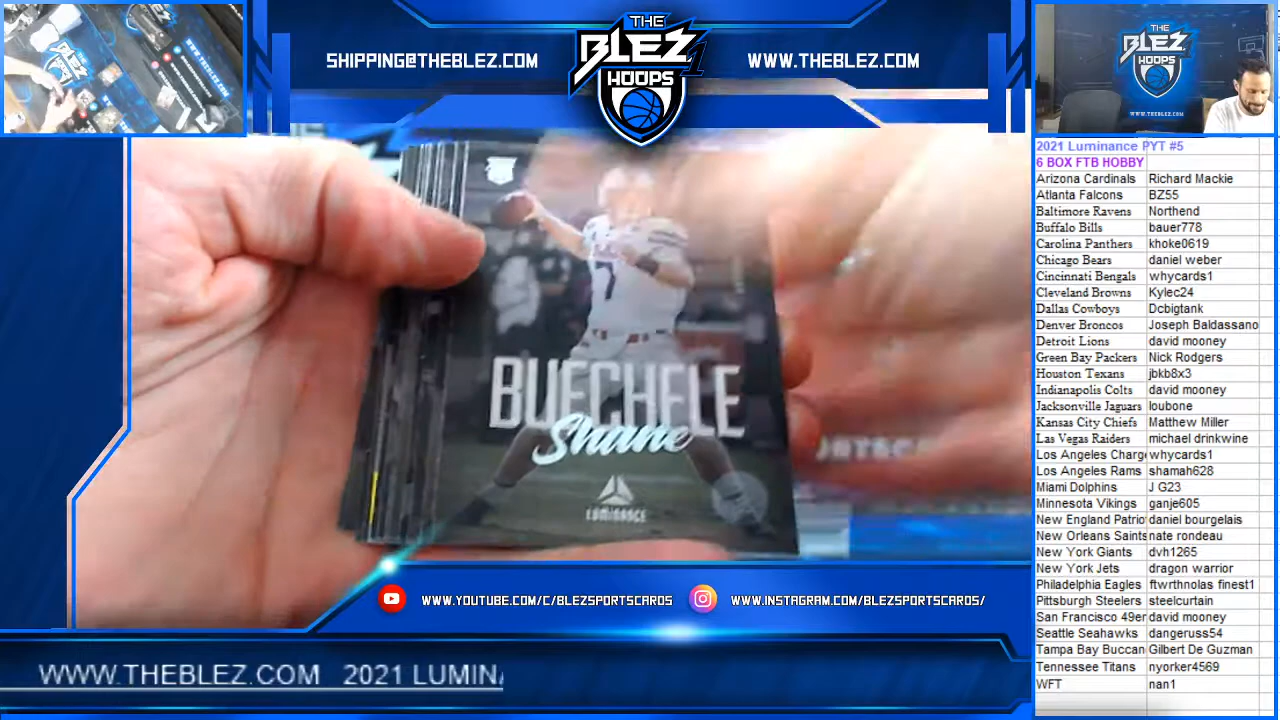 SHIPPING@THEBLEZ.COM
THE
BLEZ
HOOPS
WWW.THEBLEZ.COM
THE
BLEZ
HOOPS
WWW.THEBLEZ.COM
7
BUECHELE
Shane
LUMINANCE
2021 Luminance PYT #5
6 BOX FTB HOBBY
Arizona Cardinals Richard Mackie
Atlanta Falcons BZ55
Baltimore Ravens Northend
Buffalo Bills bauer778
Carolina Panthers khoke0619
Chicago Bears daniel weber
Cincinnati Bengals whycards1
Cleveland Browns Kylec24
Dallas Cowboys Dcbigtank
Denver Broncos Joseph Baldassano
Detroit Lions david mooney
Green Bay Packers Nick Rodgers
Houston Texans jbkb8x3
Indianapolis Colts david mooney
Jacksonville Jaguars loubone
Kansas City Chiefs Matthew Miller
Las Vegas Raiders michael drinkwine
Los Angeles Charge whycards1
Los Angeles Rams shamah628
Miami Dolphins J G23
Minnesota Vikings ganje605
New England Patrio daniel bourgelais
New Orleans Saints nate rondeau
New York Giants dvh1265
New York Jets dragon warrior
Philadelphia Eagles ftwrthnolas finest1
Pittsburgh Steelers steelcurtain
San Francisco 49er david mooney
Seattle Seahawks dangeruss54
Tampa Bay Buccan Gilbert De Guzman
Tennessee Titans nyorker4569
WFT nan1
WWW.YOUTUBE.COM/C/BLEZSPORTSCARDS
WWW.INSTAGRAM.COM/BLEZSPORTSCARDS/
WWW.THEBLEZ.COM 2021 LUMIN